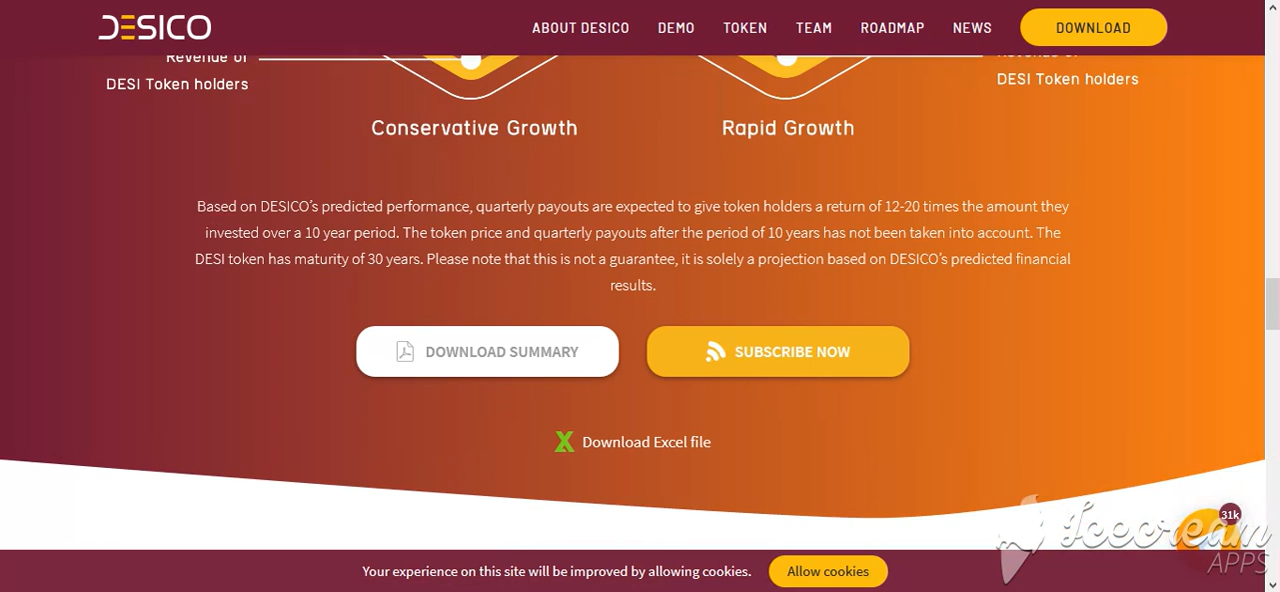 DESICO
ABOUT DESICO DEMO TOKEN TEAM ROADMAP NEWS DOWNLOAD
Revenue of
DESI Token holders
Revenue of
DESI Token holders
Conservative Growth
Rapid Growth
Based on DESICO’s predicted performance, quarterly payouts are expected to give token holders a return of 12-20 times the amount they
invested over a 10 year period. The token price and quarterly payouts after the period of 10 years has not been taken into account. The
DESI token has maturity of 30 years. Please note that this is not a guarantee, it is solely a projection based on DESICO’s predicted financial
results.
DOWNLOAD SUMMARY
SUBSCRIBE NOW
Download Excel file
31k
Icecream
APPS
Your experience on this site will be improved by allowing cookies.
Allow cookies